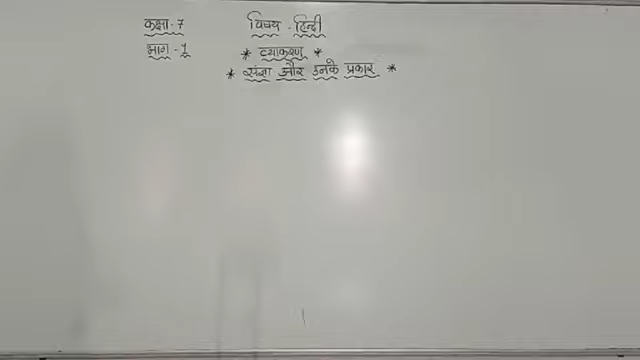 कक्षा - 7 विषय - हिन्दी
भाग - 1 * व्याकरण *
* संज्ञा और उनके प्रकार *